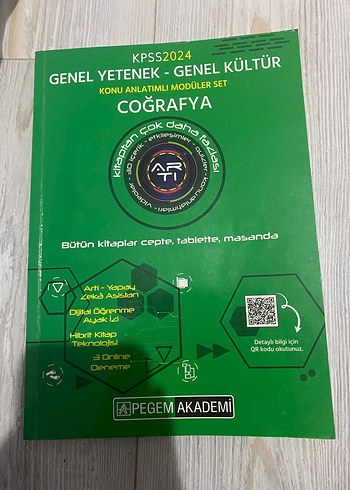 KPSS2024
GENEL YETENEK - GENEL KÜLTÜR
KONU ANLATIMLI MODÜLER SET
COĞRAFYA
kitaptan çok daha fazlası
ARTI
Bütün kitaplar cepte, tablette, masanda
Artı - Yapay
Zekâ Asistan
Dijital Öğrenme
Ayak İzi
Hibrit Kitap
Teknolojisi
3 Online
Deneme
Detaylı bilgi için
QR kodu okutunuz.
PEGEM AKADEMİ